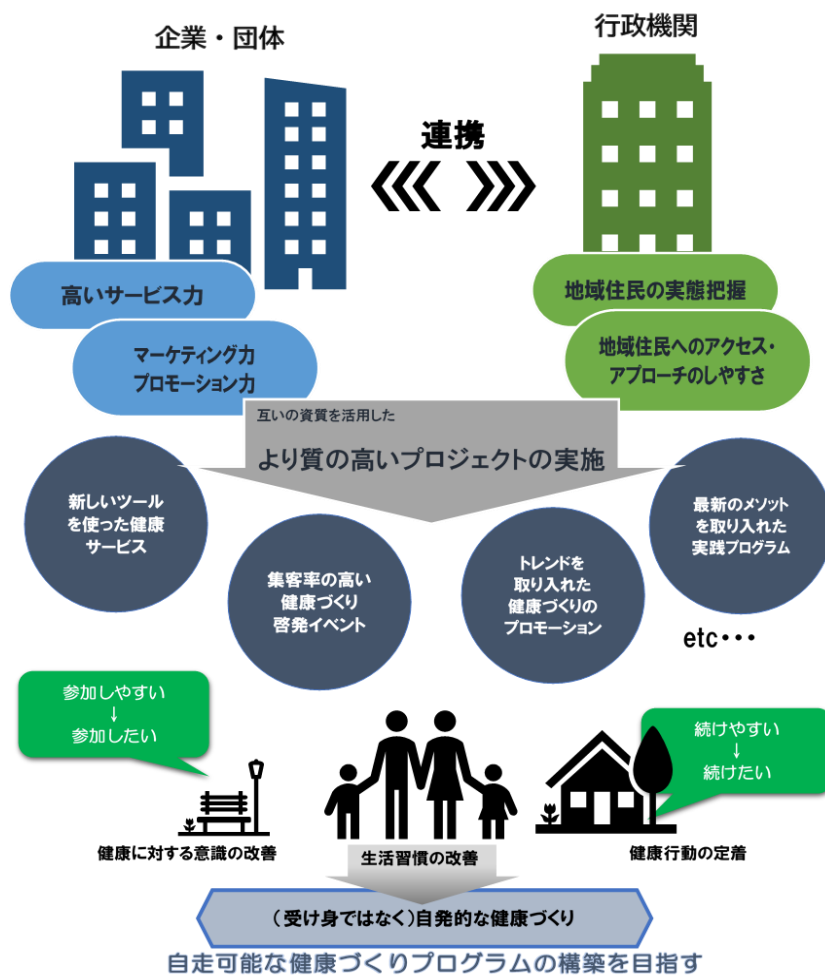 企業・団体
行政機関
連携
高いサービス力
マーケティング力
プロモーション力
地域住民の実態把握
地域住民へのアクセス・
アプローチのしやすさ
互いの資質を活用した
より質の高いプロジェクトの実施
新しいツール
を使った健康
サービス
集客率の高い
健康づくり
啓発イベント
トレンドを
取り入れた
健康づくりの
プロモーション
最新のメソット
を取り入れた
実践プログラム
etc・・・
参加しやすい
↓
参加したい
続けやすい
↓
続けたい
健康に対する意識の改善
生活習慣の改善
健康行動の定着
（受け身ではなく）自発的な健康づくり
自走可能な健康づくりプログラムの構築を目指す